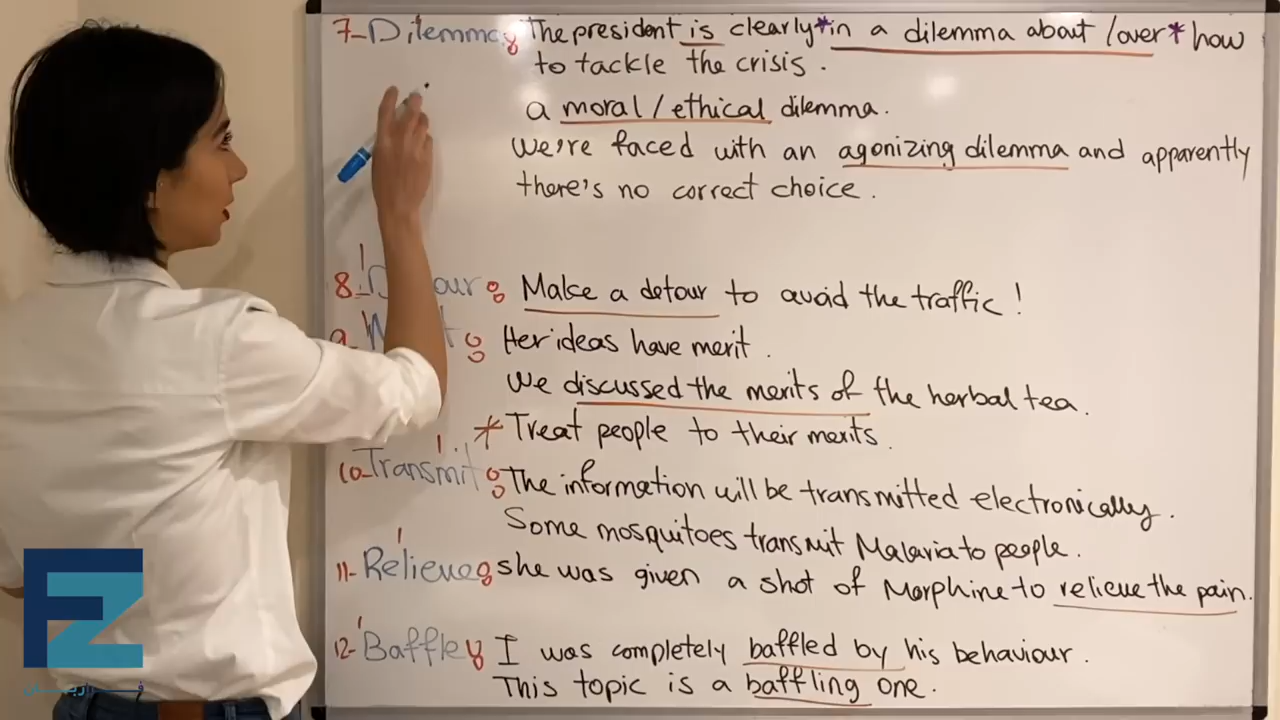 7- Dilemma: The president is clearly *in a dilemma about / over * how
to tackle the crisis.
a moral / ethical dilemma.
We're faced with an agonizing dilemma and apparently
there's no correct choice.
8- Make a detour to avoid the traffic!
9- Her ideas have merit.
We discussed the merits of the herbal tea.
* Treat people to their merits.
10- Transmit: The information will be transmitted electronically.
Some mosquitoes transmit Malaria to people.
11- Relieve: she was given a shot of Morphine to relieve the pain.
12- Baffle: I was completely baffled by his behaviour.
This topic is a baffling one.
FZ